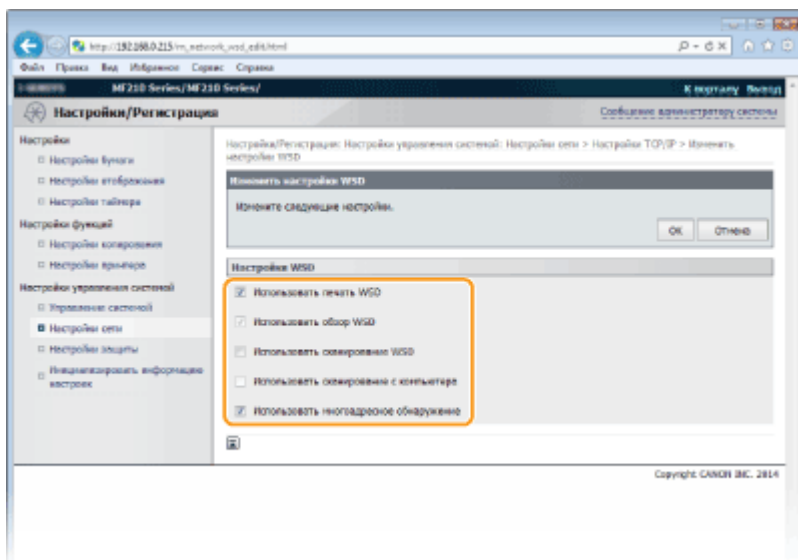 http://192.168.0.215/m_network_wsd_edit.html
Файл Правка Вид Избранное Сервис Справка
MF210 Series/MF210 Series/
К порталу Выход
Настройки/Регистрация
Сообщение администратору системы
Настройки
Настройки бумаги
Настройки отображения
Настройки таймера
Настройки функций
Настройки копирования
Настройки принтера
Настройки управления системой
Управление системой
Настройки сети
Настройки защиты
Инициализировать информацию
настроек
Настройки/Регистрация: Настройки управления системой: Настройки сети > Настройки TCP/IP > Изменить
настройки WSD
Изменить настройки WSD
Измените следующие настройки.
OK Отмена
Настройки WSD
Использовать печать WSD
Использовать обзор WSD
Использовать сканирование WSD
Использовать сканирование с компьютера
Использовать многоадресное обнаружение
Copyright CANON INC. 2014